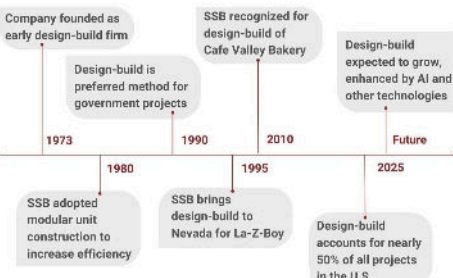 Company founded as
early design-build firm
SSB recognized for
design-build of
Cafe Valley Bakery
Design-build is
preferred method for
government projects
Design-build
expected to grow,
enhanced by AI and
other technologies
1973
1990
2010
Future
1980
1995
2025
SSB adopted
modular unit
construction to
increase efficiency
SSB brings
design-build to
Nevada for La-Z-Boy
Design-build
accounts for nearly
50% of all projects
in the U.S.